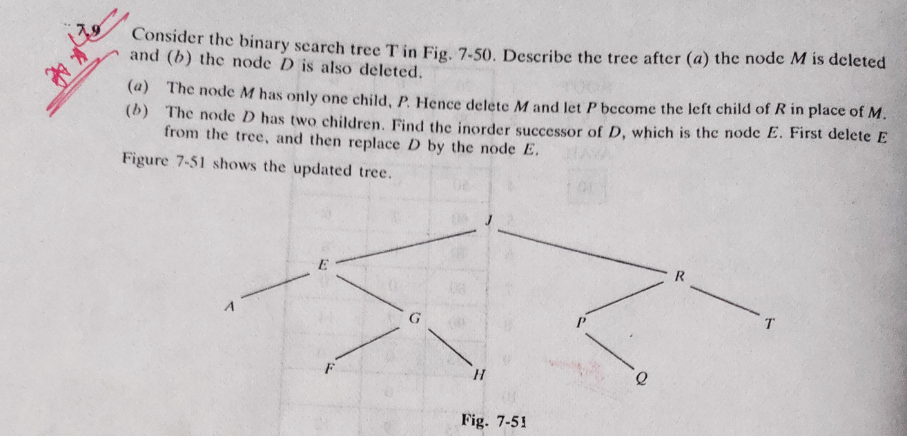 7.9 Consider the binary search tree T in Fig. 7-50. Describe the tree after (a) the node M is deleted
and (b) the node D is also deleted.
(a) The node M has only one child, P. Hence delete M and let P become the left child of R in place of M.
(b) The node D has two children. Find the inorder successor of D, which is the node E. First delete E
from the tree, and then replace D by the node E.
Figure 7-51 shows the updated tree.
J
E
R
A
G
P
T
F
H
Q
Fig. 7-51